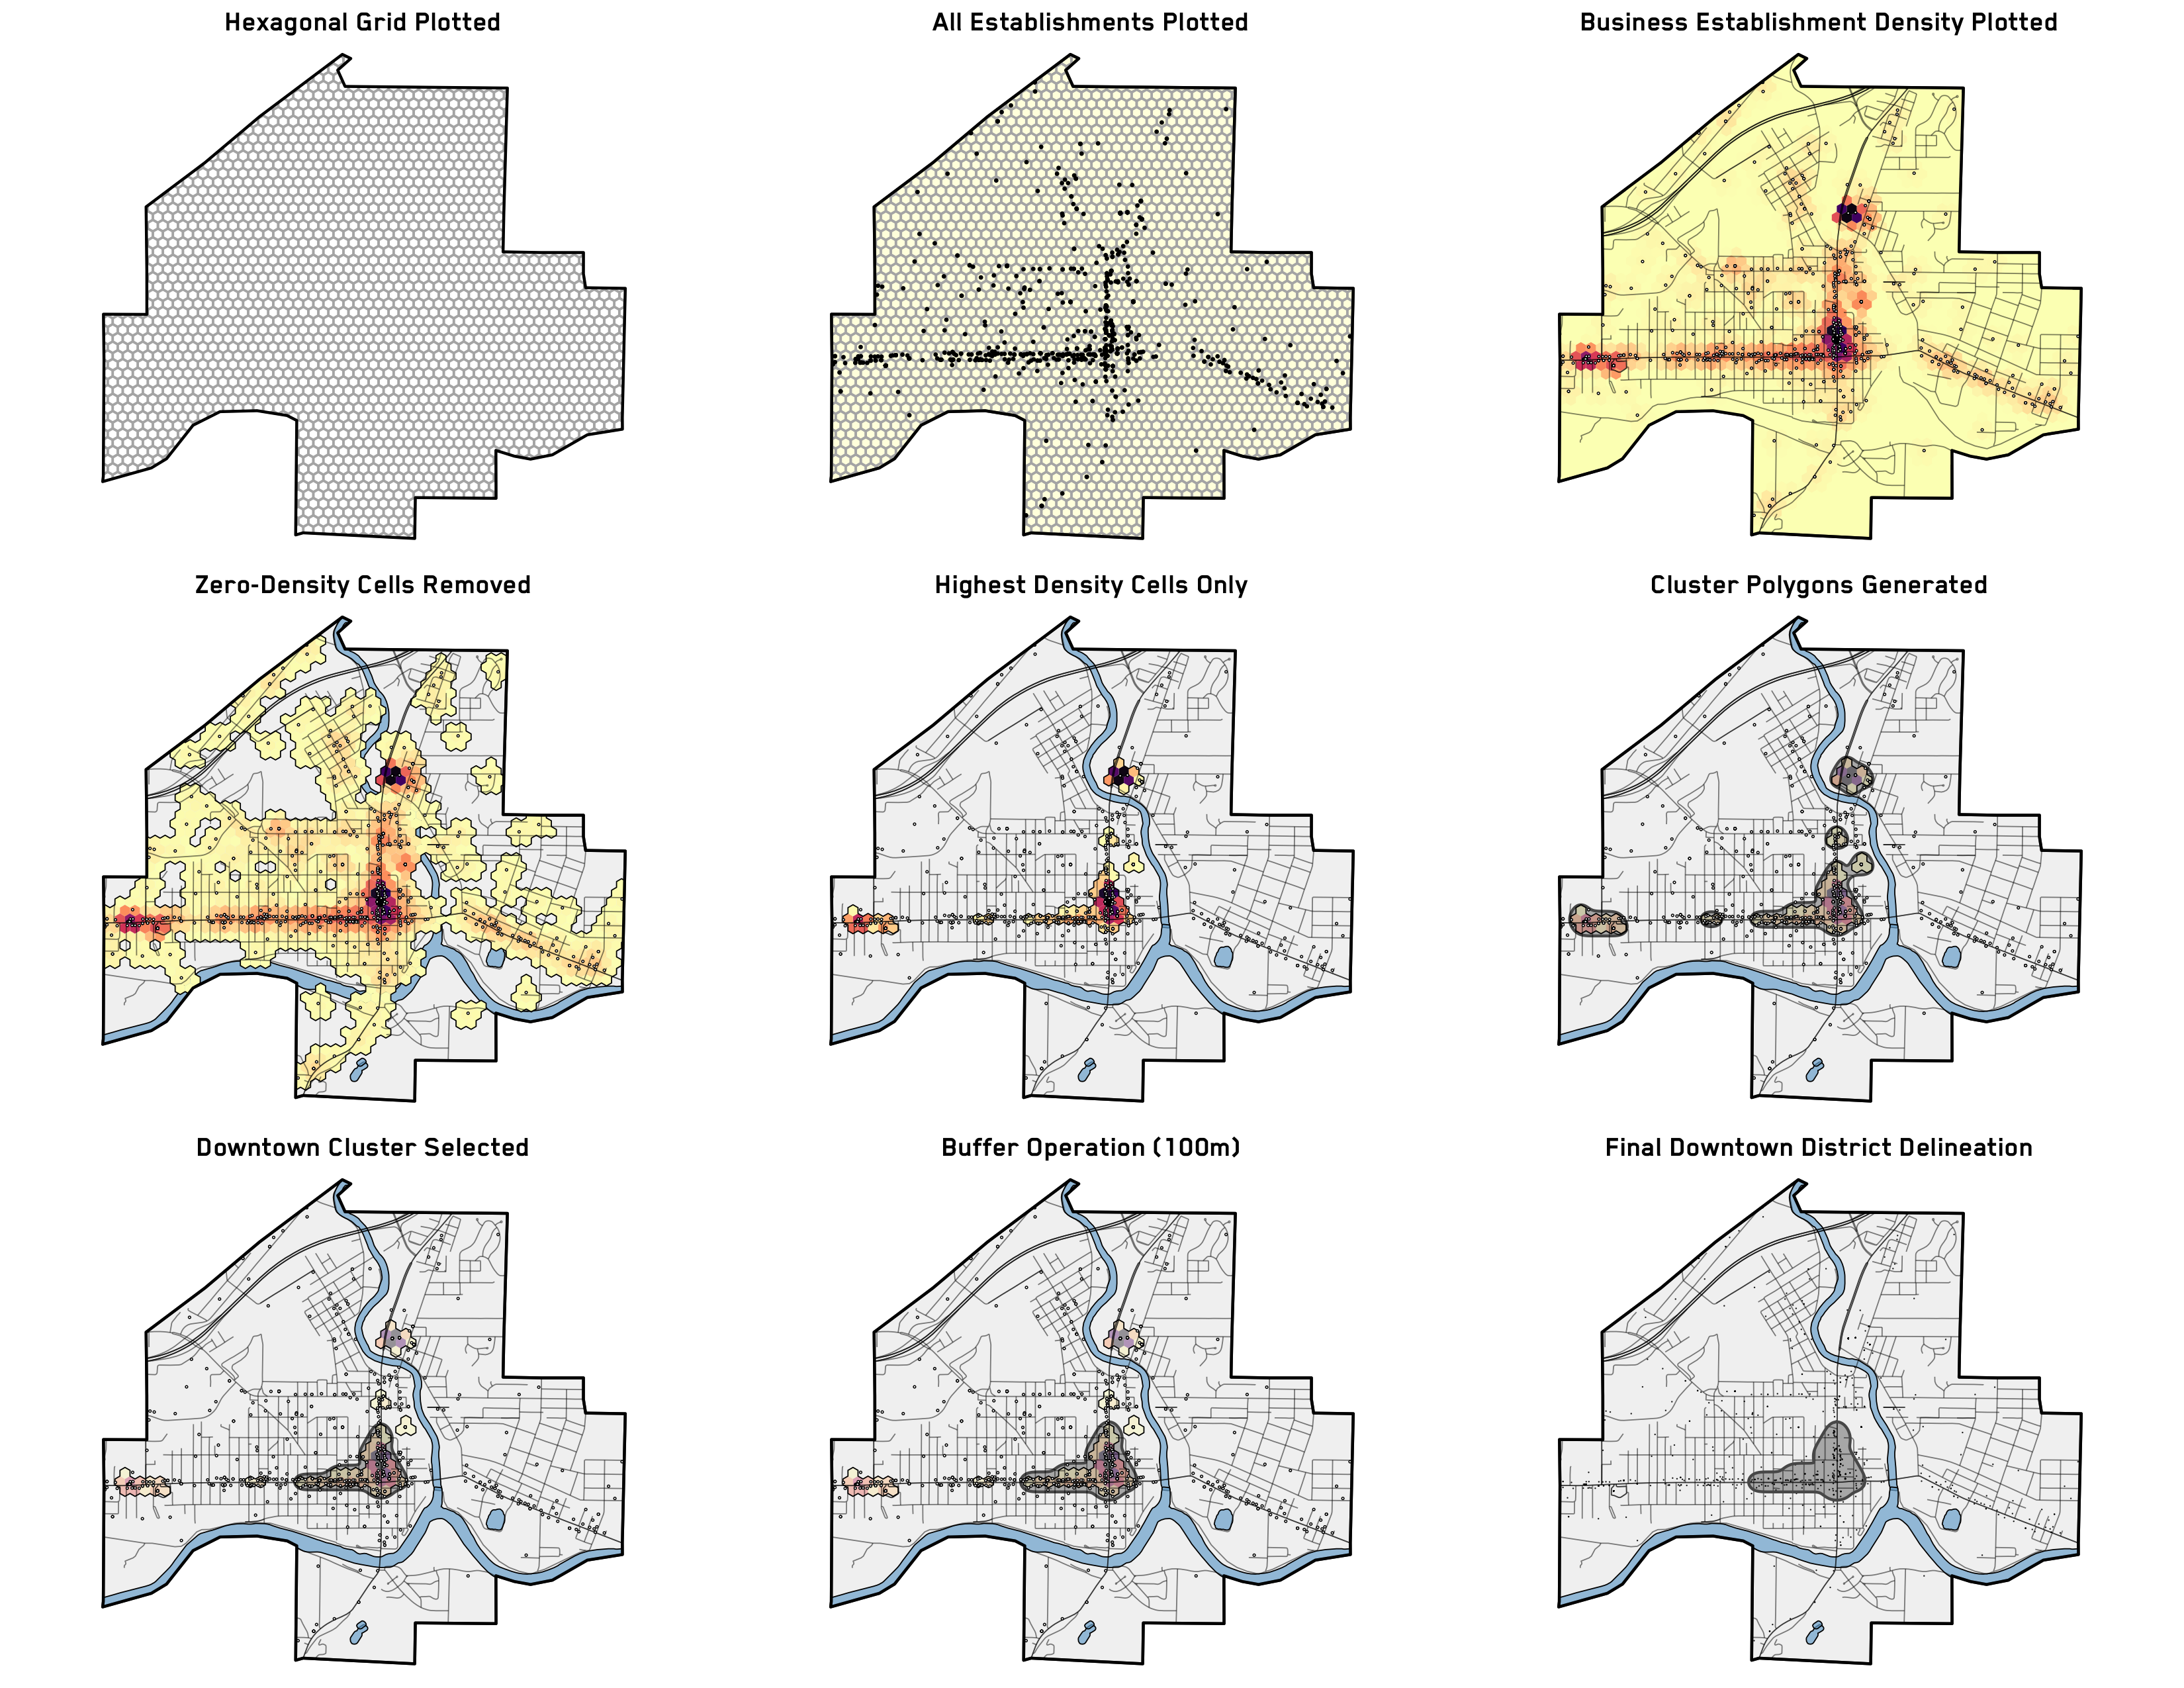 Hexagonal Grid Plotted
All Establishments Plotted
Business Establishment Density Plotted
Zero-Density Cells Removed
Highest Density Cells Only
Cluster Polygons Generated
Downtown Cluster Selected
Buffer Operation (100m)
Final Downtown District Delineation